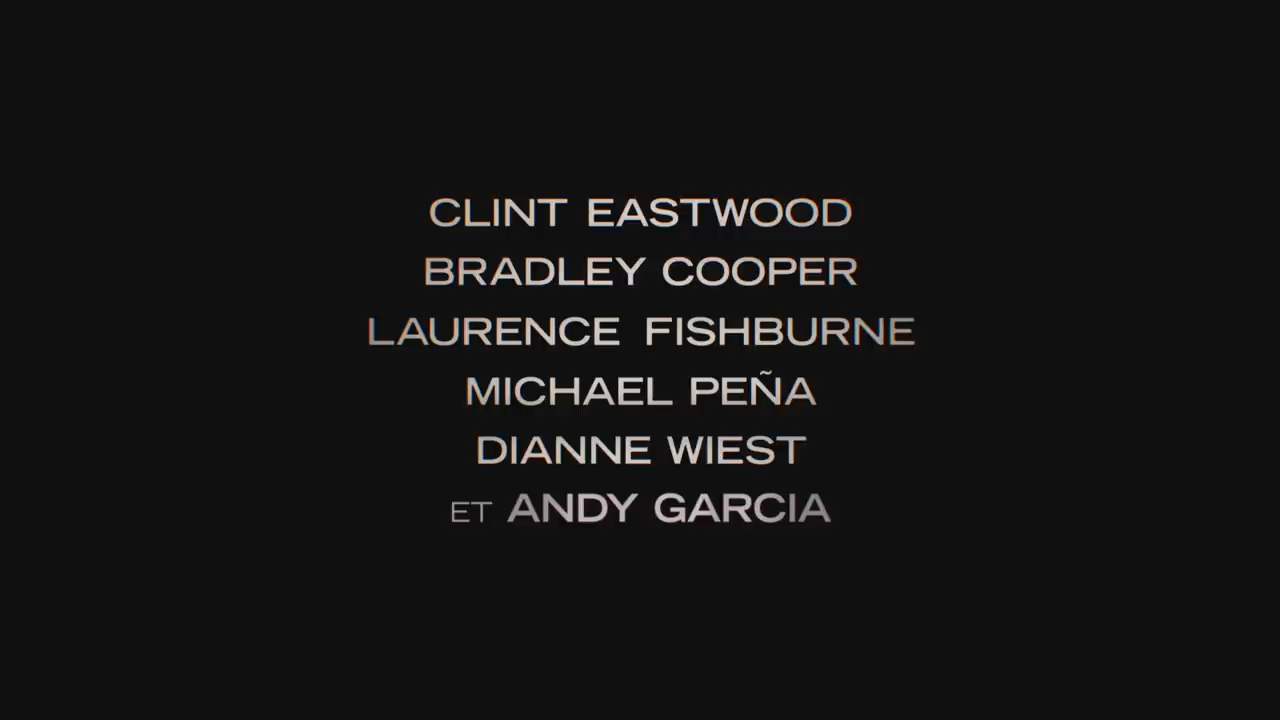 CLINT EASTWOOD
BRADLEY COOPER
LAURENCE FISHBURNE
MICHAEL PEÑA
DIANNE WIEST
ET ANDY GARCIA